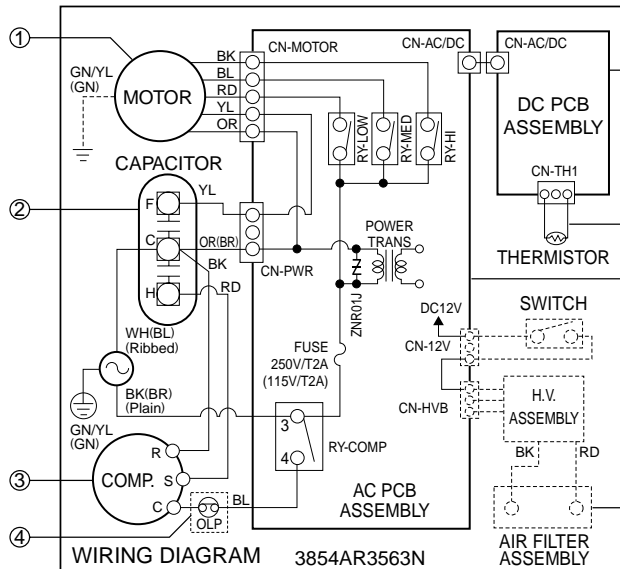 1
MOTOR
GN/YL
(GN)
BK
BL
RD
YL
OR
CN-MOTOR
CN-AC/DC
CN-AC/DC
DC PCB
ASSEMBLY
CN-TH1
THERMISTOR
RY-LOW
RY-MED
RY-HI
CAPACITOR
2
F
C
H
YL
OR(BR)
BK
RD
CN-PWR
POWER
TRANS
ZNR01J
WH(BL)
(Ribbed)
BK(BR)
(Plain)
GN/YL
(GN)
FUSE
250V/T2A
(115V/T2A)
DC12V
CN-12V
SWITCH
CN-HVB
H.V.
ASSEMBLY
BK
RD
3
4
RY-COMP
3
COMP.
R
S
C
4
OLP
BL
AC PCB
ASSEMBLY
AIR FILTER
ASSEMBLY
WIRING DIAGRAM
3854AR3563N